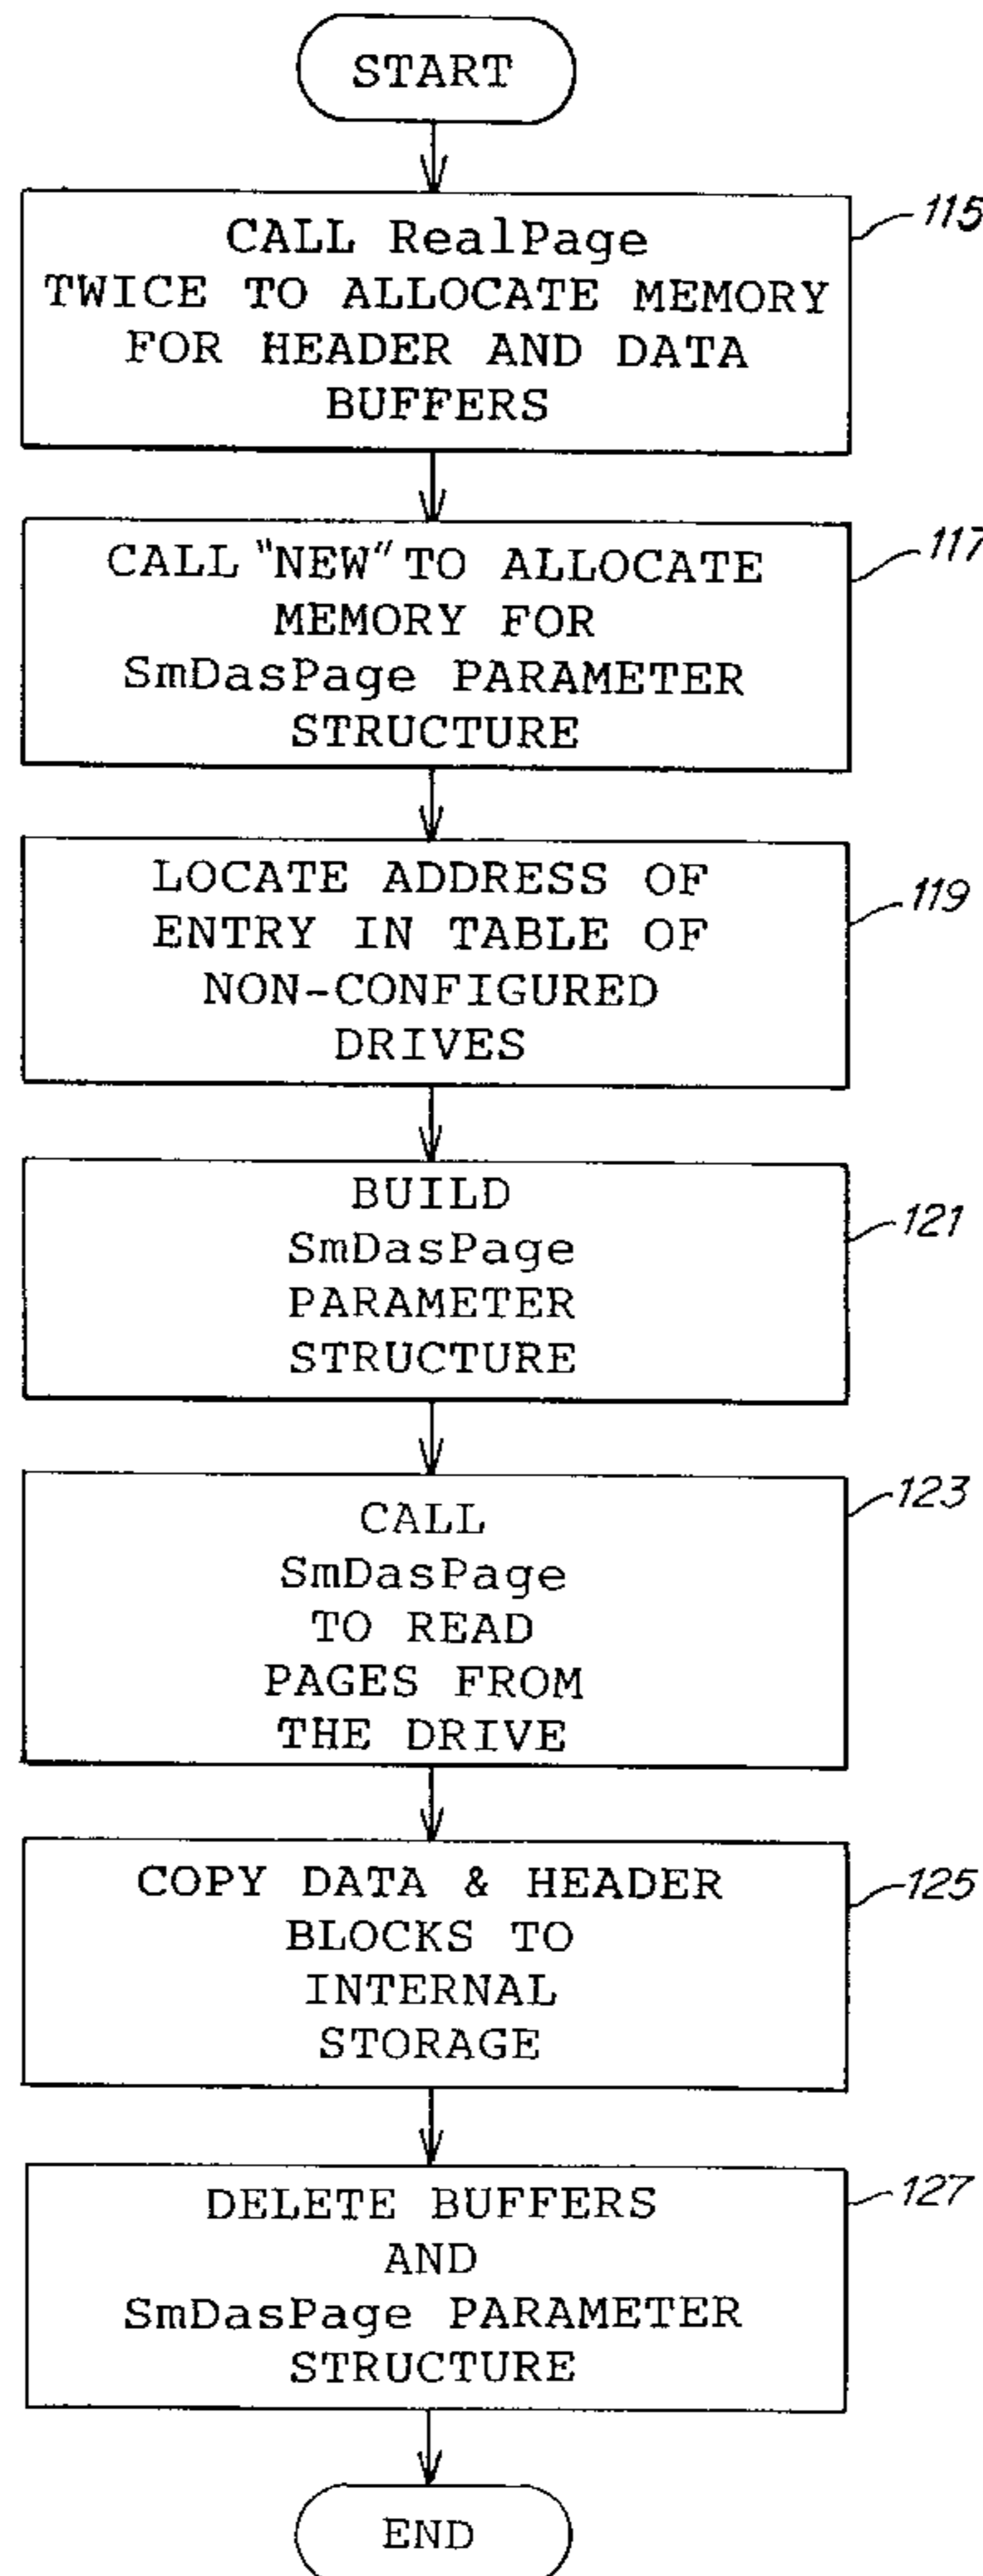 START
CALL RealPage
TWICE TO ALLOCATE MEMORY
FOR HEADER AND DATA
BUFFERS
115
CALL "NEW" TO ALLOCATE
MEMORY FOR
SmDasPage PARAMETER
STRUCTURE
117
LOCATE ADDRESS OF
ENTRY IN TABLE OF
NON-CONFIGURED
DRIVES
119
BUILD
SmDasPage
PARAMETER
STRUCTURE
121
CALL
SmDasPage
TO READ
PAGES FROM
THE DRIVE
123
COPY DATA & HEADER
BLOCKS TO
INTERNAL
STORAGE
125
DELETE BUFFERS
AND
SmDasPage PARAMETER
STRUCTURE
127
END